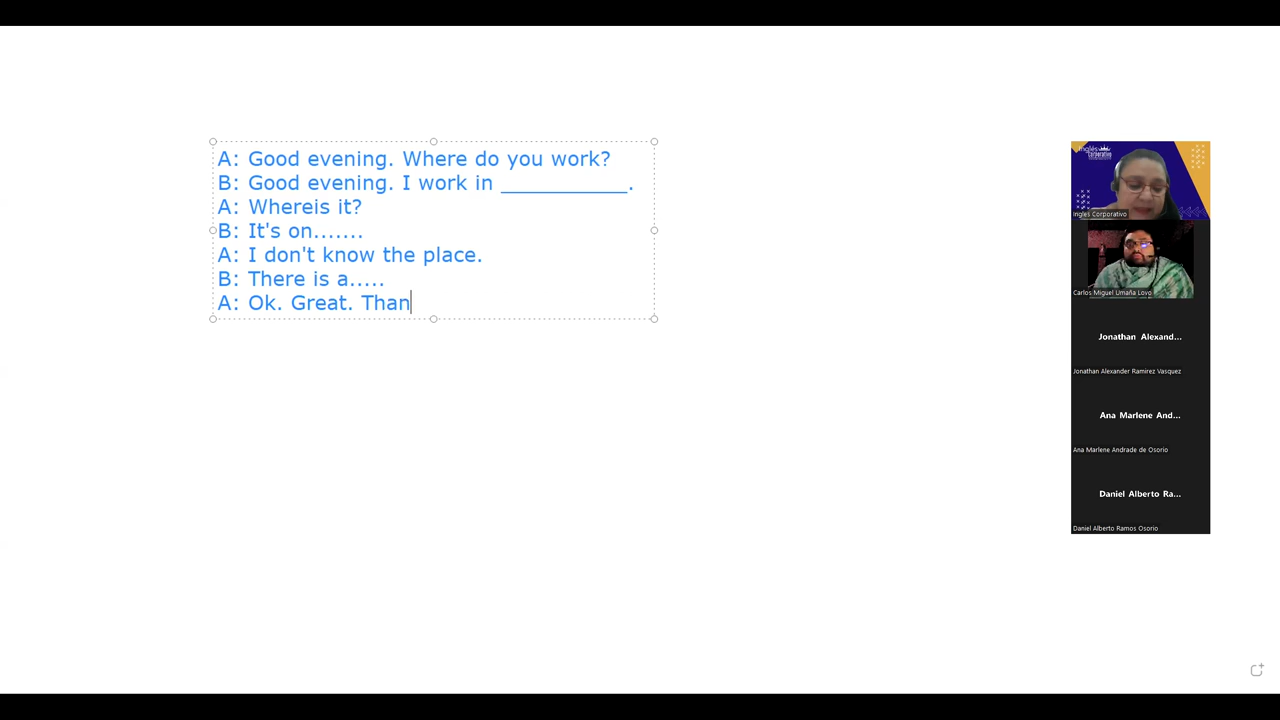 A: Good evening. Where do you work?
B: Good evening. I work in ___________.
A: Whereis it?
B: It's on.......
A: I don't know the place.
B: There is a.....
A: Ok. Great. Than
Inglés
Corporativo
Ingles Corporativo
Carlos Miguel Umaña Lovo
Jonathan Alexand...
Jonathan Alexander Ramirez Vasquez
Ana Marlene And...
Ana Marlene Andrade de Osorio
Daniel Alberto Ra...
Daniel Alberto Ramos Osorio